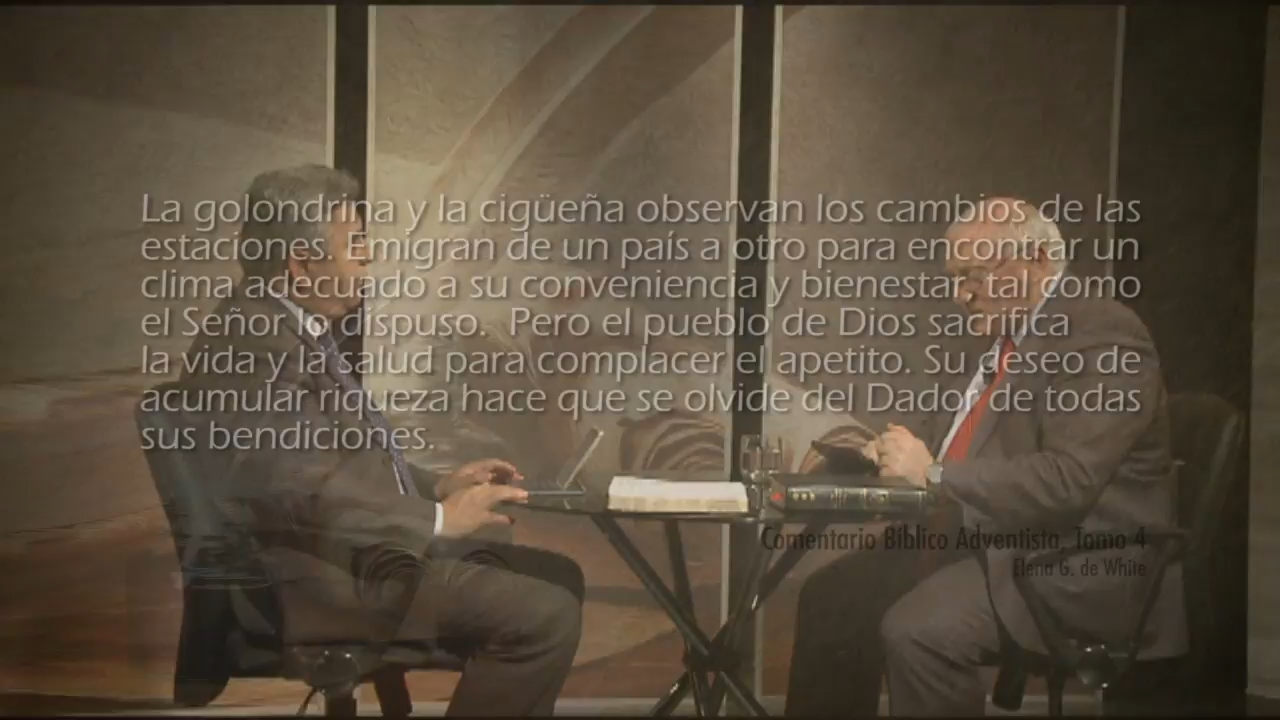 La golondrina y la cigüeña observan los cambios de las
estaciones. Emigran de un país a otro para encontrar un
clima adecuado a su conveniencia y bienestar, tal como
el Señor lo dispuso. Pero el pueblo de Dios sacrifica
la vida y la salud para complacer el apetito. Su deseo de
acumular riqueza hace que se olvide del Dador de todas
sus bendiciones.
Comentario Bíblico Adventista, Tomo 4
Elena G. de White